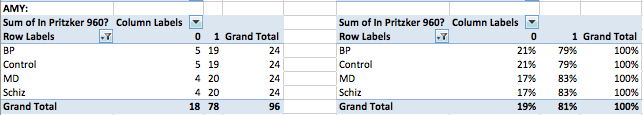 AMY:
Sum of In Pritzker 960? Column Labels Sum of In Pritzker 960? Column Labels
Row Labels 0 1 Grand Total Row Labels 0 1 Grand Total
BP 5 19 24 BP 21% 79% 100%
Control 5 19 24 Control 21% 79% 100%
MD 4 20 24 MD 17% 83% 100%
Schiz 4 20 24 Schiz 17% 83% 100%
Grand Total 18 78 96 Grand Total 19% 81% 100%